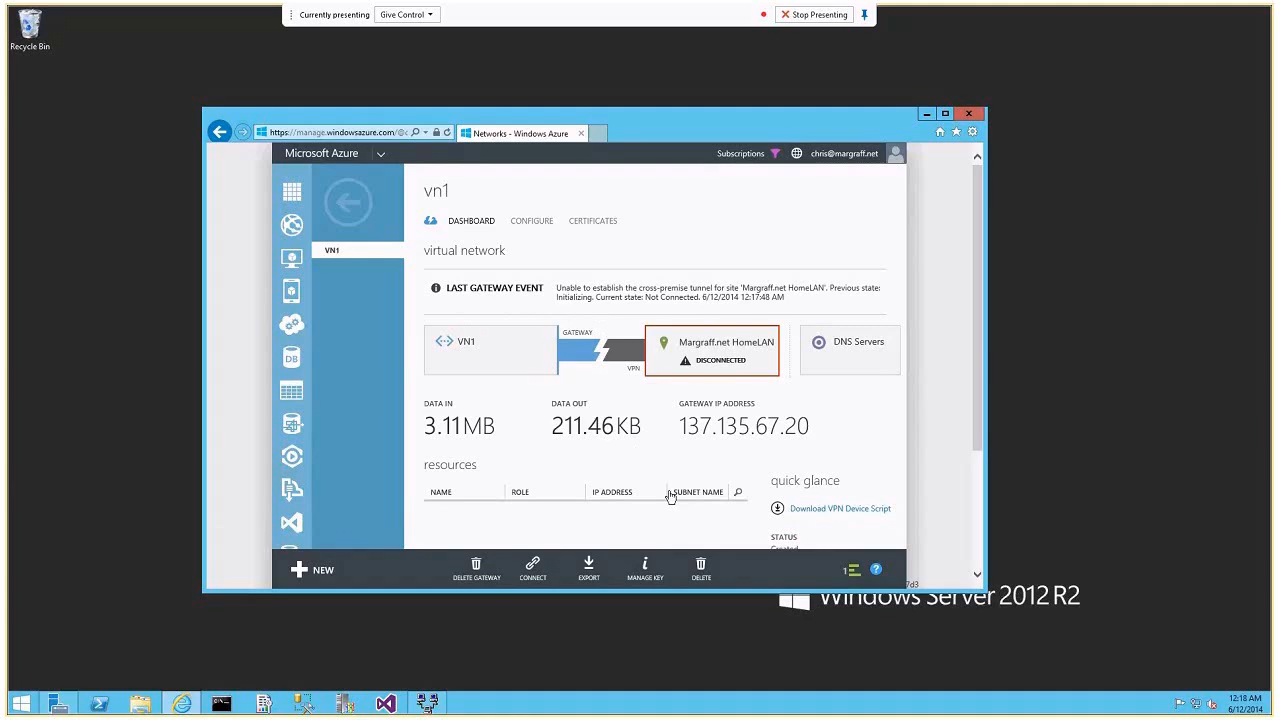 Currently presenting
Give Control
Stop Presenting
Recycle Bin
https://manage.windowsazure.com/@
Networks - Windows Azure
Microsoft Azure
Subscriptions
chris@margraff.net
vn1
DASHBOARD CONFIGURE CERTIFICATES
VN1
virtual network
LAST GATEWAY EVENT
Unable to establish the cross-premise tunnel for site 'Margraff.net HomeLAN'. Previous state:
Initializing. Current state: Not Connected. 6/12/2014 12:17:48 AM
VN1
GATEWAY
VPN
Margraff.net HomeLAN
DISCONNECTED
DNS Servers
DATA IN DATA OUT GATEWAY IP ADDRESS
3.11MB 211.46KB 137.135.67.20
resources
NAME ROLE IP ADDRESS SUBNET NAME
quick glance
Download VPN Device Script
STATUS
Created
DB
NEW
DELETE GATEWAY CONNECT EXPORT MANAGE KEY DELETE
1
7d3
Windows Server 2012 R2
12:18 AM
6/12/2014